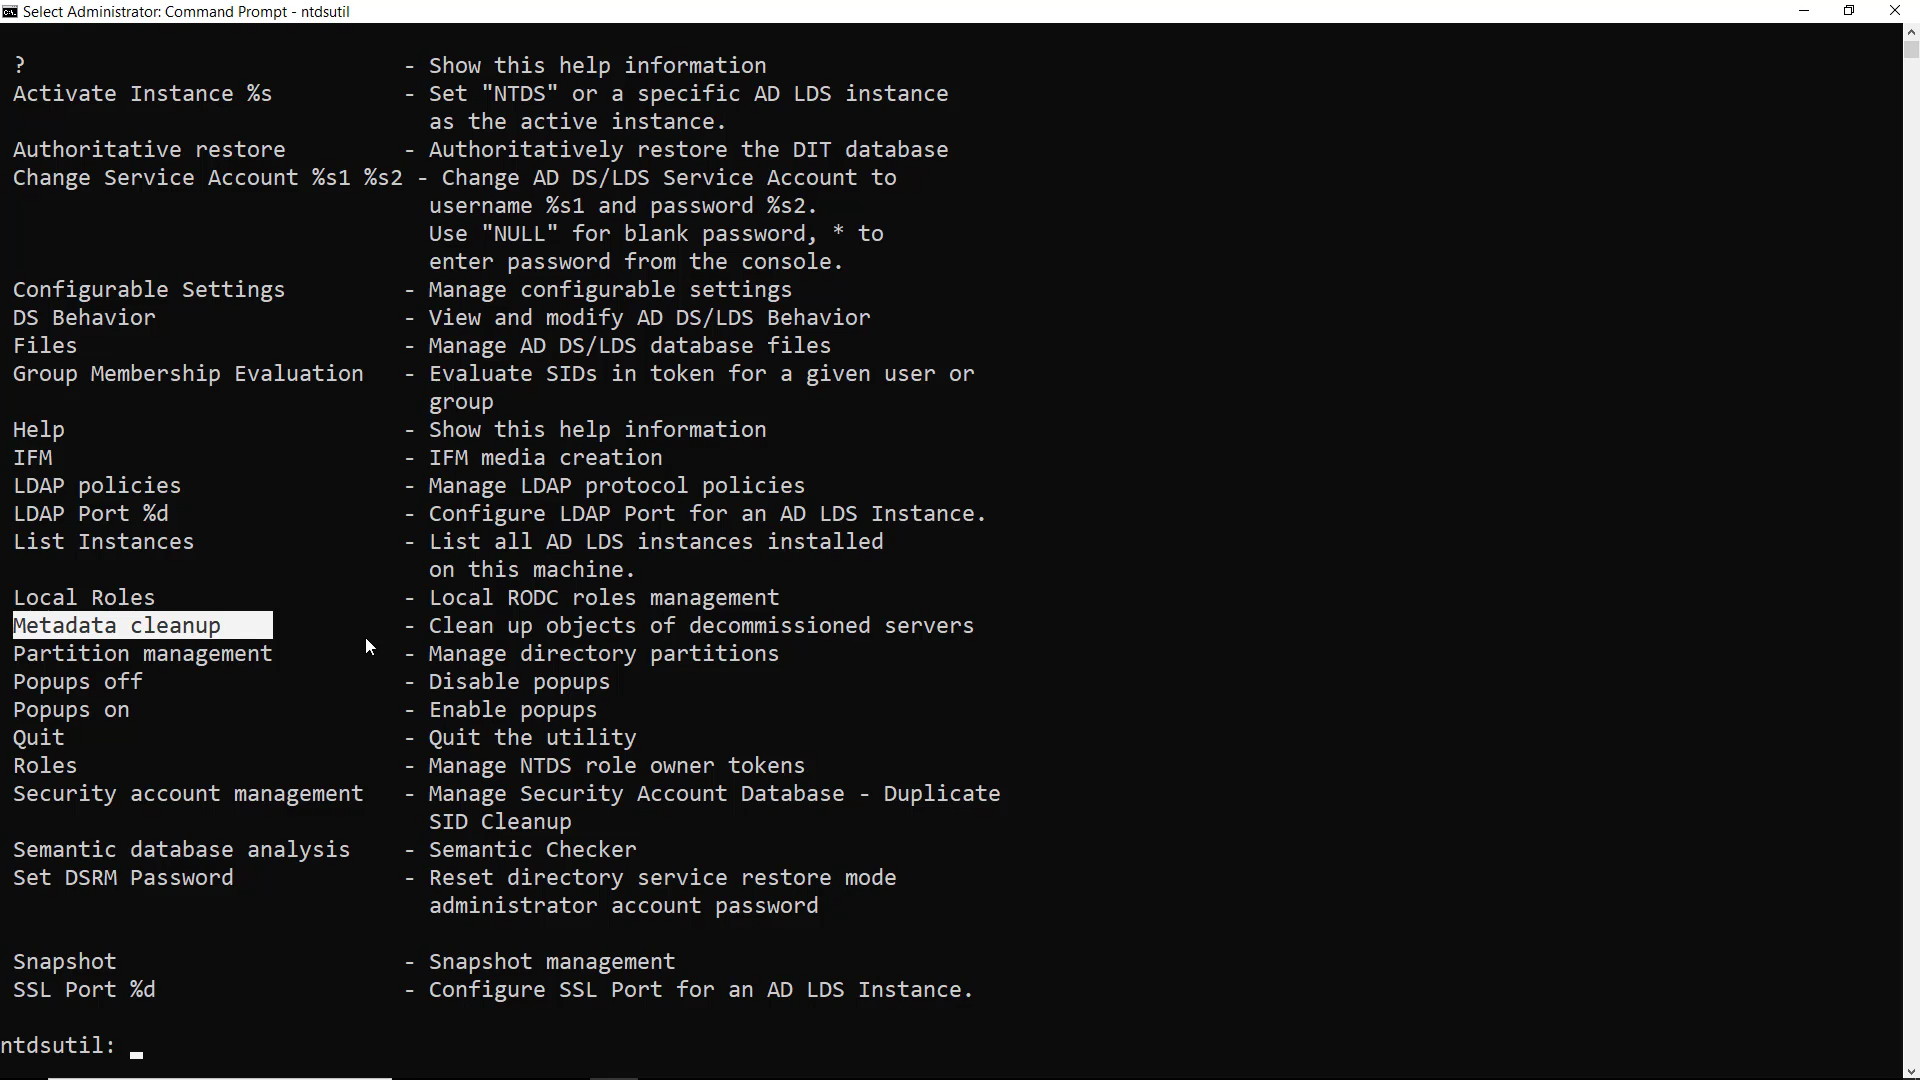 Select Administrator: Command Prompt - ntdsutil
? - Show this help information
Activate Instance %s - Set "NTDS" or a specific AD LDS instance
as the active instance.
Authoritative restore - Authoritatively restore the DIT database
Change Service Account %s1 %s2 - Change AD DS/LDS Service Account to
username %s1 and password %s2.
Use "NULL" for blank password, * to
enter password from the console.
Configurable Settings - Manage configurable settings
DS Behavior - View and modify AD DS/LDS Behavior
Files - Manage AD DS/LDS database files
Group Membership Evaluation - Evaluate SIDs in token for a given user or
group
Help - Show this help information
IFM - IFM media creation
LDAP policies - Manage LDAP protocol policies
LDAP Port %d - Configure LDAP Port for an AD LDS Instance.
List Instances - List all AD LDS instances installed
on this machine.
Local Roles - Local RODC roles management
Metadata cleanup - Clean up objects of decommissioned servers
Partition management - Manage directory partitions
Popups off - Disable popups
Popups on - Enable popups
Quit - Quit the utility
Roles - Manage NTDS role owner tokens
Security account management - Manage Security Account Database - Duplicate
SID Cleanup
Semantic database analysis - Semantic Checker
Set DSRM Password - Reset directory service restore mode
administrator account password
Snapshot - Snapshot management
SSL Port %d - Configure SSL Port for an AD LDS Instance.
ntdsutil: